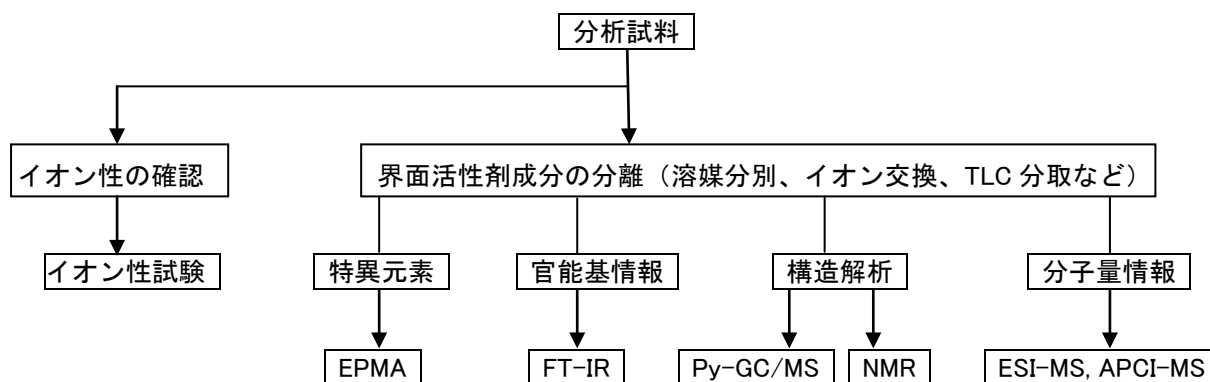 分析試料
イオン性の確認
界面活性剤成分の分離（溶媒分別、イオン交換、TLC 分取など）
イオン性試験
特異元素
官能基情報
構造解析
分子量情報
EPMA
FT-IR
Py-GC/MS
NMR
ESI-MS, APCI-MS